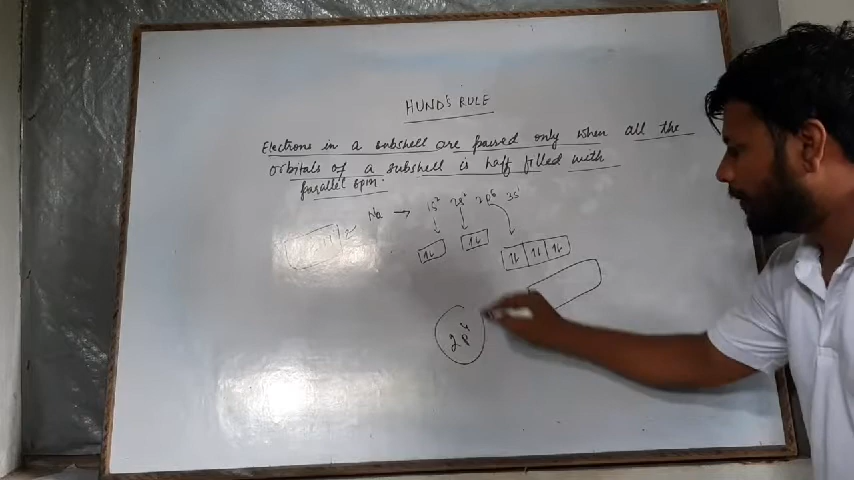 HUND'S RULE
Electrons in a subshell are paired only when all the
orbitals of a subshell is half filled with
parallel spin.
Na → 1s² 2s² 2p⁶ 3s¹
↑↓ ↑↓ ↑↓ ↑↓ ↑↓
2p⁴